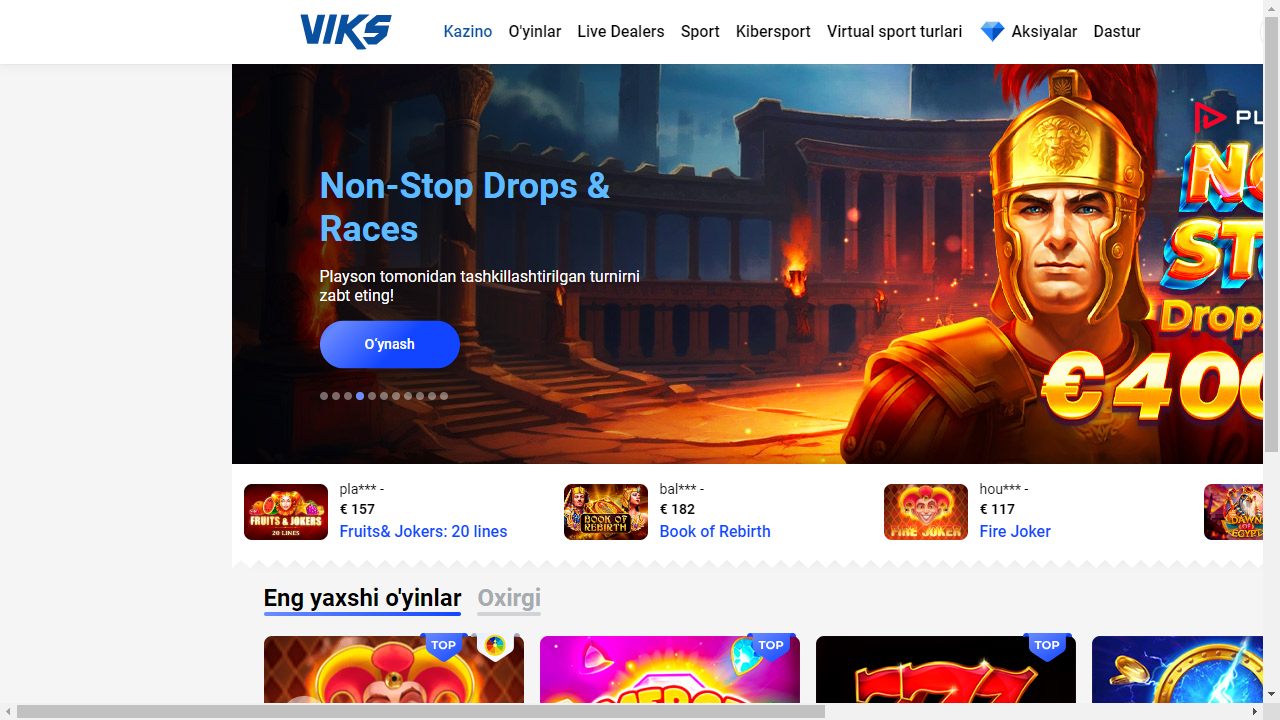 VIKS
Kazino O'yinlar Live Dealers Sport Kibersport Virtual sport turlari Aksiyalar Dastur
Non-Stop Drops &
Races
Playson tomonidan tashkillashtirilgan turnirni
zabt eting!
O‘ynash
PL
NO
STO
Drop
€400
pla*** -
€ 157
Fruits& Jokers: 20 lines
FRUITS & JOKERS
20 LINES
bal*** -
€ 182
Book of Rebirth
BOOK OF
REBIRTH
hou*** -
€ 117
Fire Joker
FIRE JOKER
DAWN
OF
EGYPT
Eng yaxshi o'yinlar Oxirgi
TOP
TOP
TOP
777